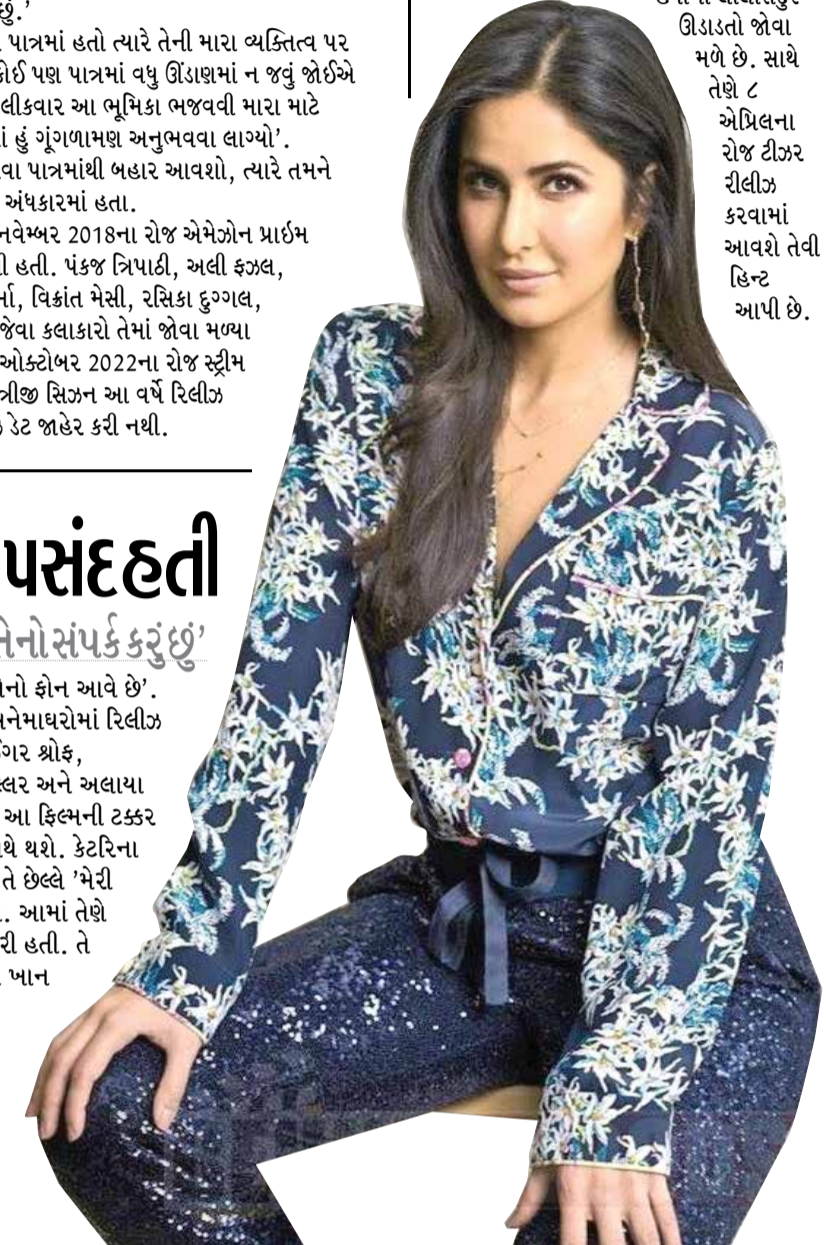 છું.'
પાત્રમાં હતો ત્યારે તેની મારા વ્યક્તિત્વ પર
કોઈ પણ પાત્રમાં વધુ ઊંડાણમાં ન જવું જોઈએ
લીકવાર આ ભૂમિકા ભજવવી મારા માટે
હું ગૂંગળામણ અનુભવવા લાગ્યો'.
વા પાત્રમાંથી બહાર આવશો, ત્યારે તમને
અંધકારમાં હતા.
નવેમ્બર 2018ના રોજ એમેઝોન પ્રાઇમ
ી હતી. પંકજ ત્રિપાઠી, અલી ફઝલ,
ર્મા, વિક્રાંત મેસી, રસિકા દુગ્ગલ,
જેવા કલાકારો તેમાં જોવા મળ્યા
ઓક્ટોબર 2022ના રોજ સ્ટ્રીમ
ત્રીજી સિઝન આ વર્ષે રિલીઝ
ડેટ જાહેર કરી નથી.
પસંદ હતી
તેનો સંપર્ક કરું છું'
નો ફોન આવે છે'.
નેમાઘરોમાં રિલીઝ
ગર શ્રોફ,
લ્લર અને અલાયા
આ ફિલ્મની ટક્કર
થે થશે. કેટરિના
તે છેલ્લે 'મેરી
. આમાં તેણે
રી હતી. તે
ખાન
ઊડાડતો જોવા
મળે છે. સાથે
તેણે ૮
એપ્રિલના
રોજ ટીઝર
રીલીઝ
કરવામાં
આવશે તેવી
હિન્ટ
આપી છે.